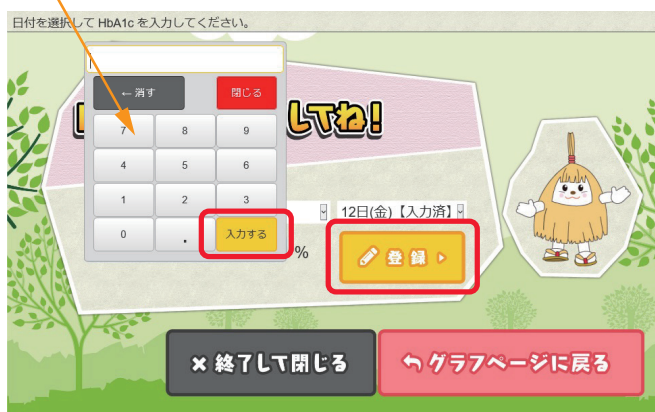 日付を選択して HbA1c を入力してください。
←消す
閉じる
7 8 9
してね!
4 5 6
1 2 3
12日(金)【入力済】
0 . 入力する
%
登録
×終了して閉じる
グラフページに戻る